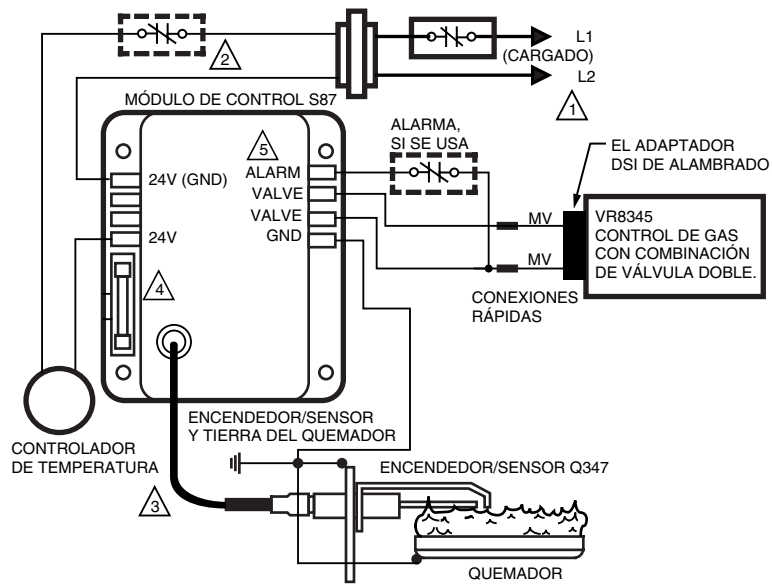 L1
(CARGADO)
L2
2
1
MÓDULO DE CONTROL S87
5
ALARMA,
SI SE USA
EL ADAPTADOR
DSI DE ALAMBRADO
24V (GND)
ALARM
VALVE
VALVE
24V
GND
MV
MV
VR8345
CONTROL DE GAS
CON COMBINACIÓN
DE VÁLVULA DOBLE.
CONEXIONES
RÁPIDAS
4
CONTROLADOR
DE TEMPERATURA
ENCENDEDOR/SENSOR
Y TIERRA DEL QUEMADOR
3
ENCENDEDOR/SENSOR Q347
QUEMADOR